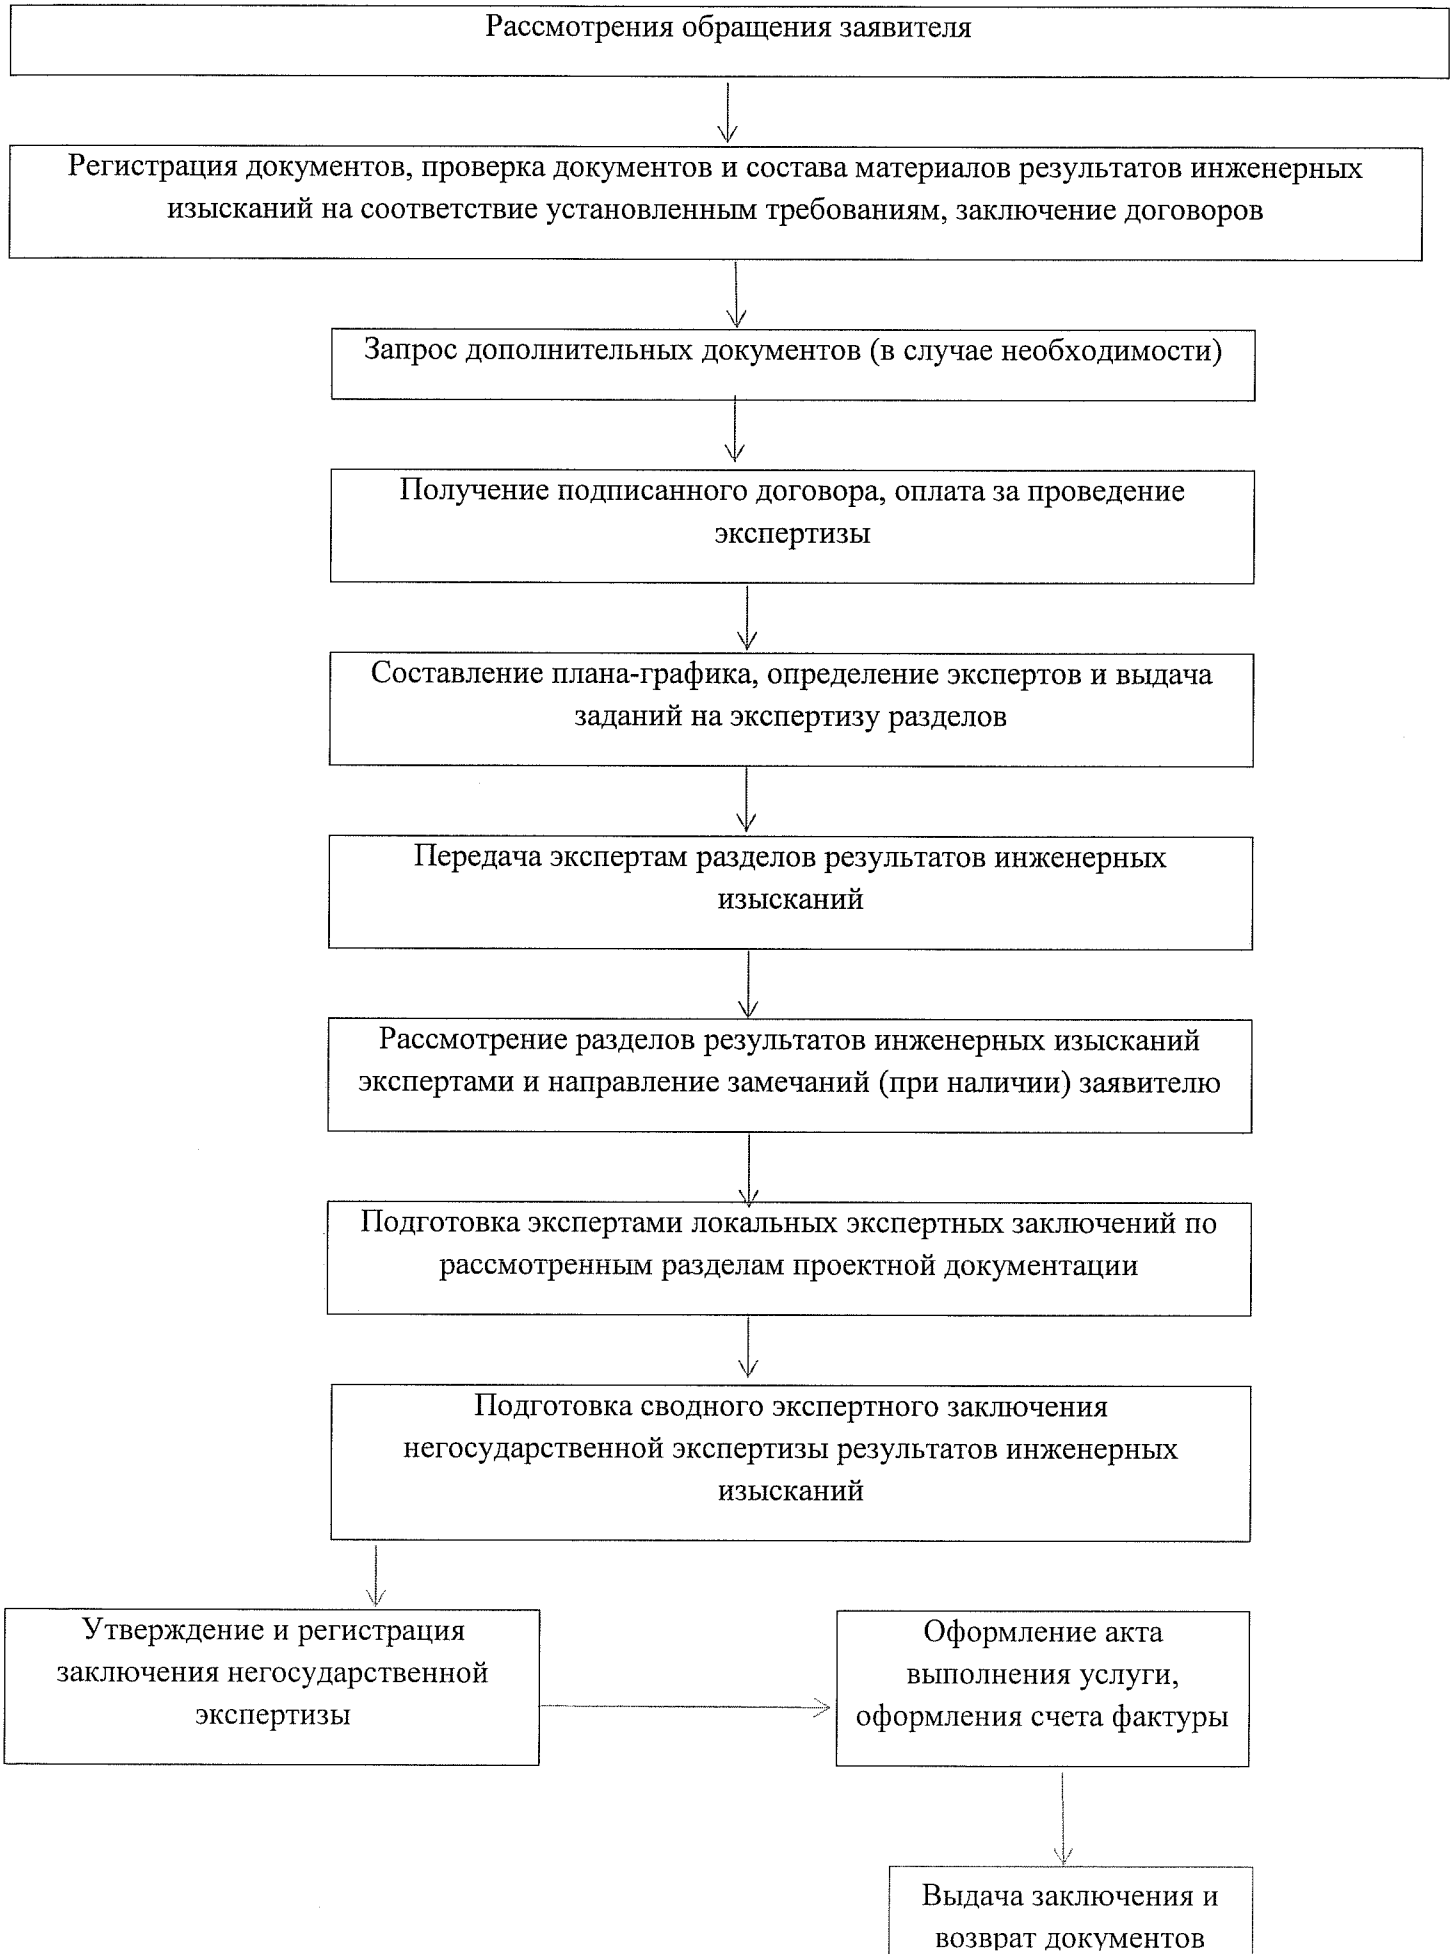 Рассмотрения обращения заявителя
Регистрация документов, проверка документов и состава материалов результатов инженерных
изысканий на соответствие установленным требованиям, заключение договоров
Запрос дополнительных документов (в случае необходимости)
Получение подписанного договора, оплата за проведение
экспертизы
Составление плана-графика, определение экспертов и выдача
заданий на экспертизу разделов
Передача экспертам разделов результатов инженерных
изысканий
Рассмотрение разделов результатов инженерных изысканий
экспертами и направление замечаний (при наличии) заявителю
Подготовка экспертами локальных экспертных заключений по
рассмотренным разделам проектной документации
Подготовка сводного экспертного заключения
негосударственной экспертизы результатов инженерных
изысканий
Утверждение и регистрация
заключения негосударственной
экспертизы
Оформление акта
выполнения услуги,
оформления счета фактуры
Выдача заключения и
возврат документов